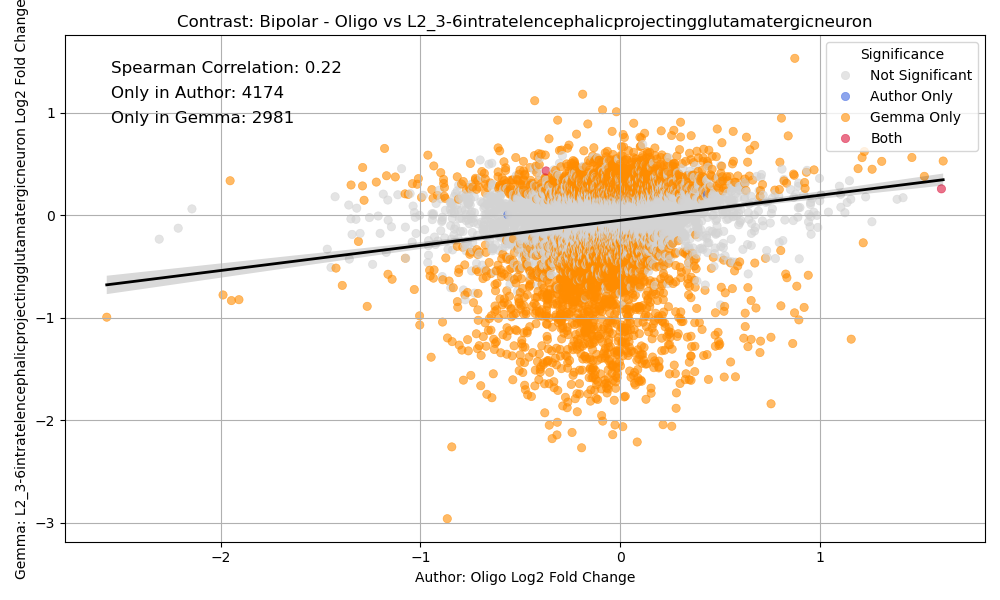 Contrast: Bipolar - Oligo vs L2_3-6intratelencephalicprojectingglutamatergicneuron
Spearman Correlation: 0.22
Only in Author: 4174
Only in Gemma: 2981
Significance
Not Significant
Author Only
Gemma Only
Both
1
0
−1
−2
−3
−2
−1
0
1
Author: Oligo Log2 Fold Change
Gemma: L2_3-6intratelencephalicprojectingglutamatergicneuron Log2 Fold Change